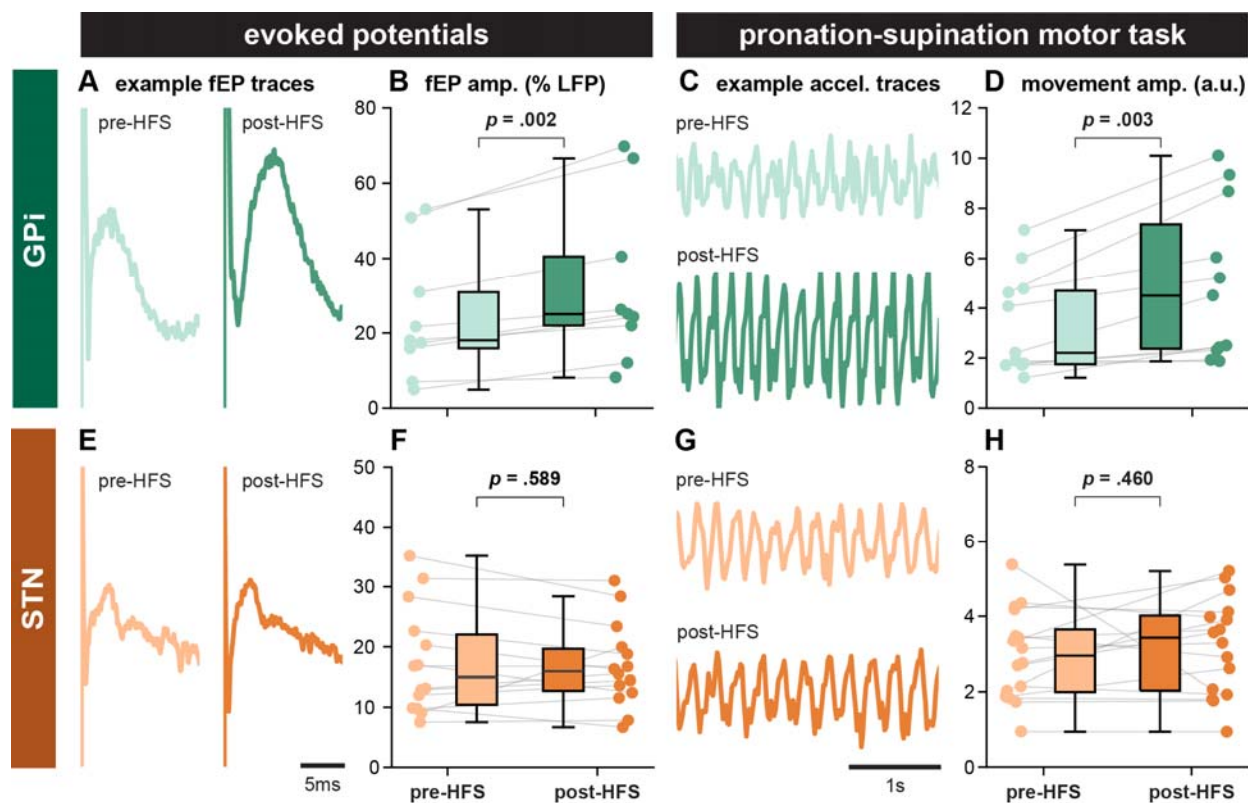 evoked potentials
pronation-supination motor task
GPi
A example fEP traces
pre-HFS
post-HFS
B fEP amp. (% LFP)
p = .002
80
60
40
20
0
C example accel. traces
pre-HFS
post-HFS
D movement amp. (a.u.)
p = .003
12
10
8
6
4
2
0
STN
E
pre-HFS
post-HFS
5ms
F
p = .589
50
40
30
20
10
0
pre-HFS
post-HFS
G
pre-HFS
post-HFS
1s
H
p = .460
8
6
4
2
0
pre-HFS
post-HFS